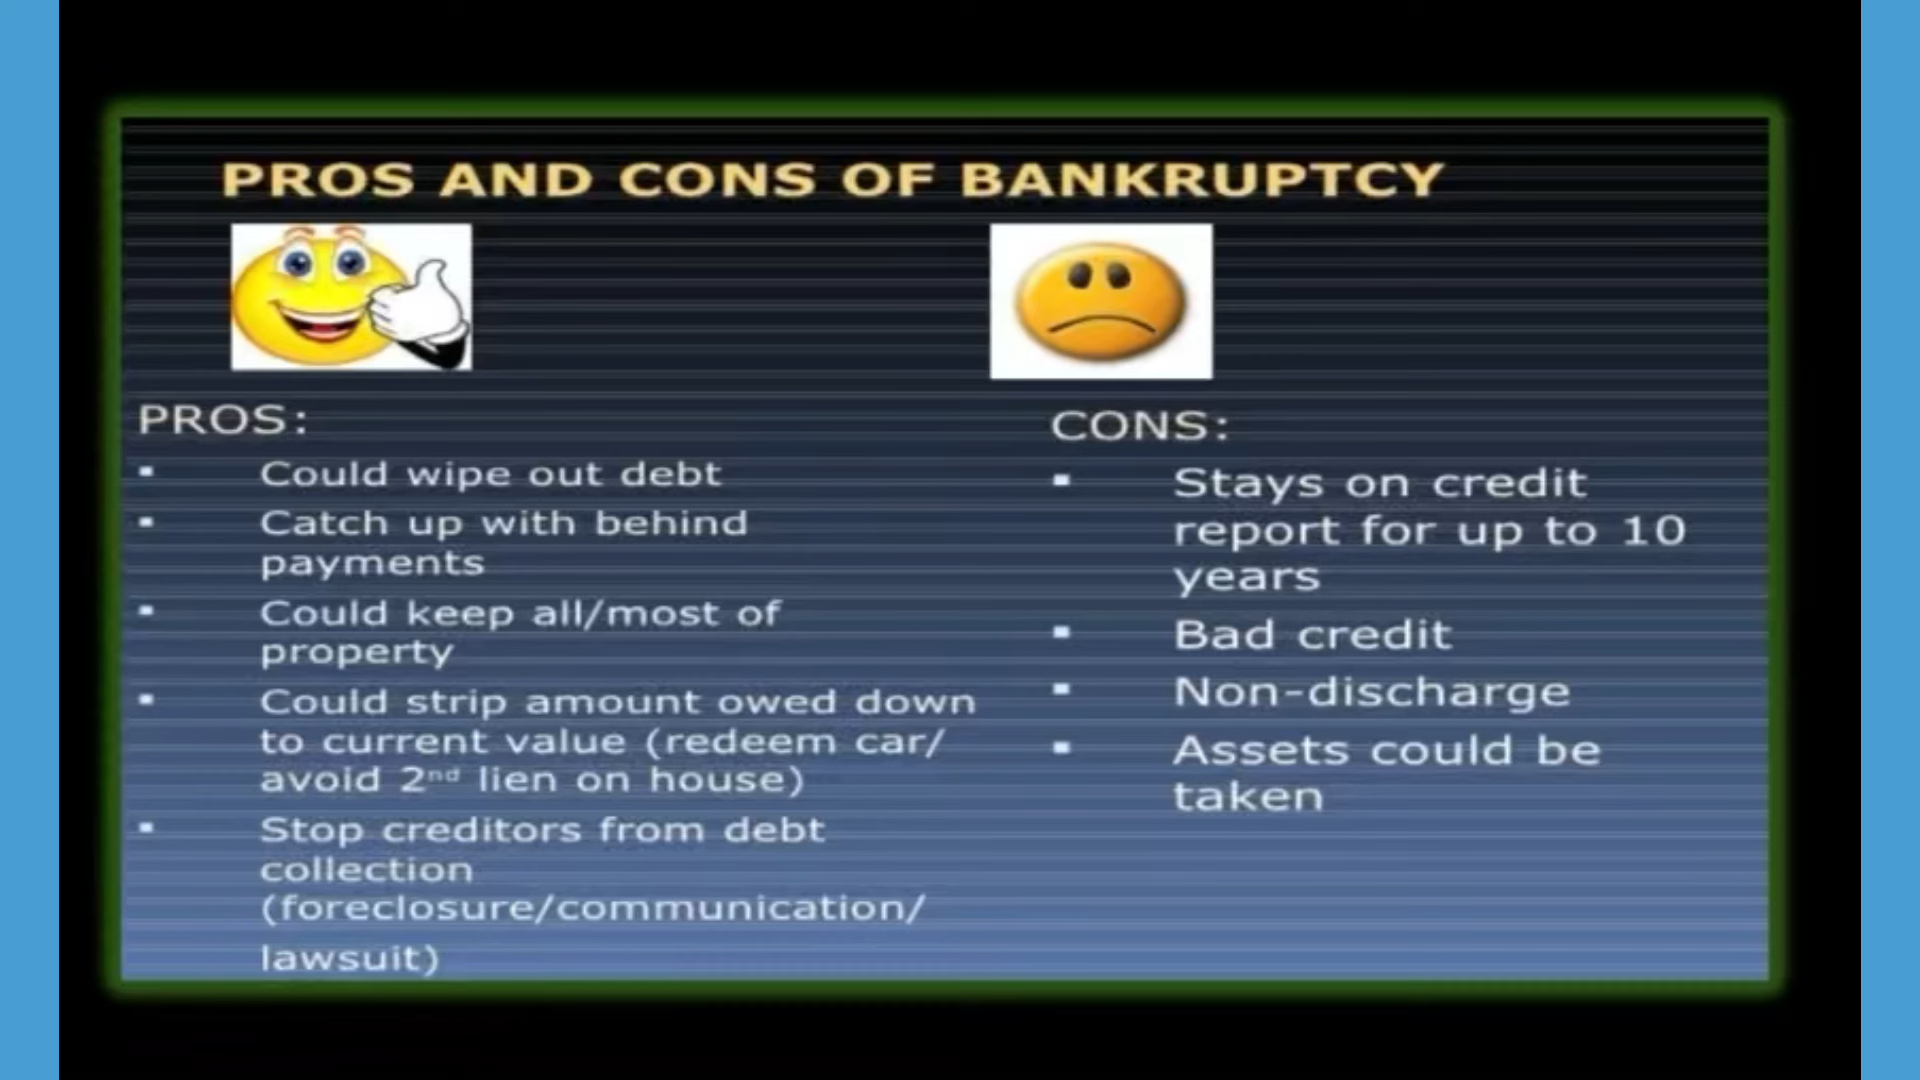 PROS AND CONS OF BANKRUPTCY
PROS:
▪ Could wipe out debt
▪ Catch up with behind
payments
▪ Could keep all/most of
property
▪ Could strip amount owed down
to current value (redeem car/
avoid 2nd lien on house)
▪ Stop creditors from debt
collection
(foreclosure/communication/
lawsuit)
CONS:
▪ Stays on credit
report for up to 10
years
▪ Bad credit
▪ Non-discharge
▪ Assets could be
taken